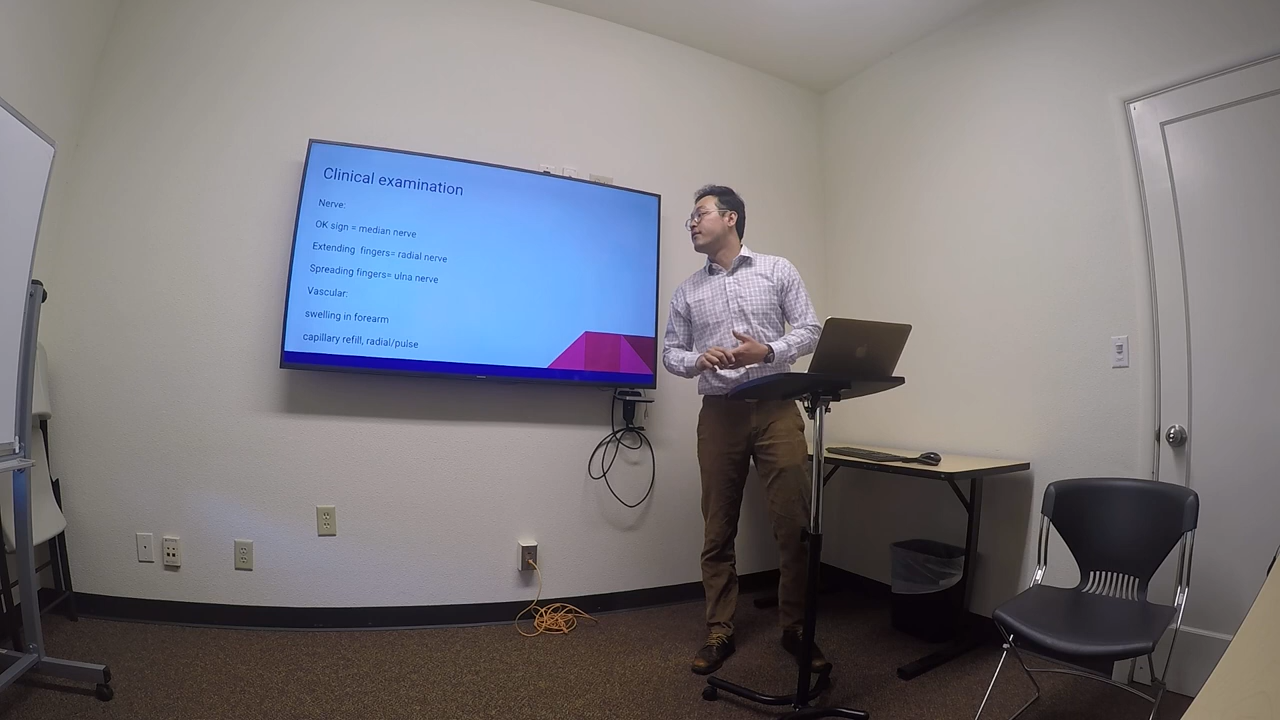 Clinical examination
Nerve:
OK sign = median nerve
Extending  fingers= radial nerve
Spreading fingers= ulna nerve
Vascular:
swelling in forearm
capillary refill, radial/pulse